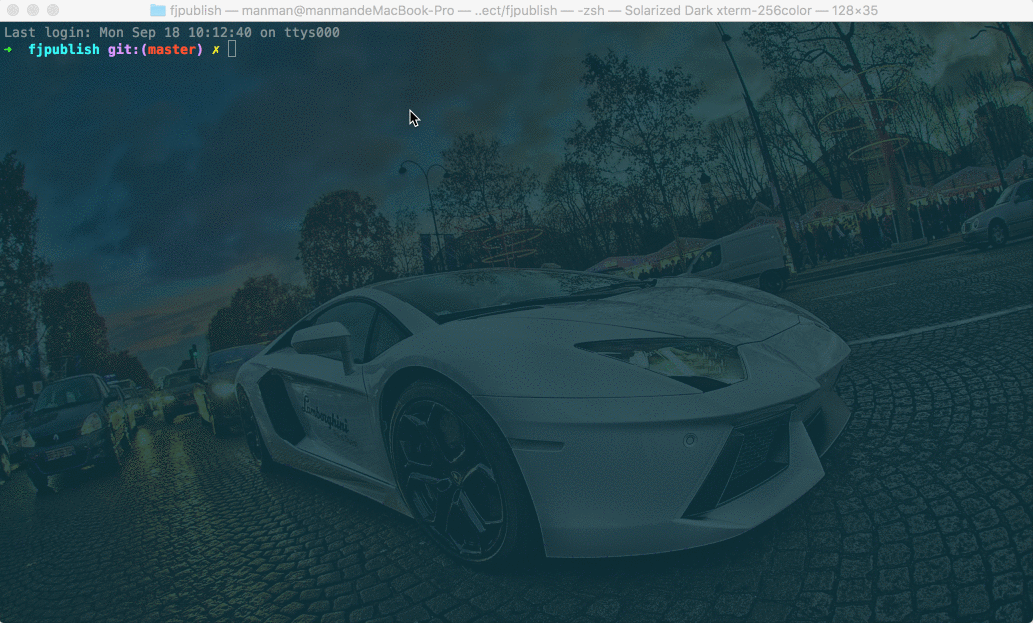 fjpublish — manman@manmandeMacBook-Pro — ..ect/fjpublish — -zsh — Solarized Dark xterm-256color — 128×35
Last login: Mon Sep 18 10:12:40 on ttys000
➜ fjpublish git:(master) ✗
Lamborghini